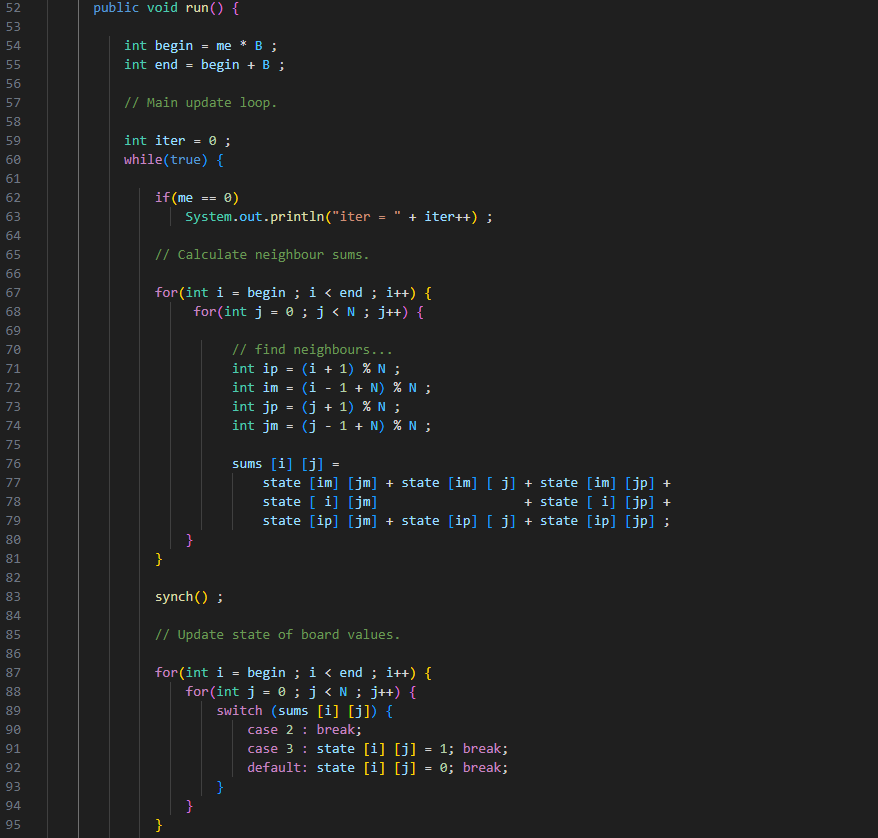 52 public void run() {
53
54 int begin = me * B ;
55 int end = begin + B ;
56
57 // Main update loop.
58
59 int iter = 0 ;
60 while(true) {
61
62 if(me == 0)
63 System.out.println("iter = " + iter++) ;
64
65 // Calculate neighbour sums.
66
67 for(int i = begin ; i < end ; i++) {
68 for(int j = 0 ; j < N ; j++) {
69
70 // find neighbours...
71 int ip = (i + 1) % N ;
72 int im = (i - 1 + N) % N ;
73 int jp = (j + 1) % N ;
74 int jm = (j - 1 + N) % N ;
75
76 sums [i] [j] =
77 state [im] [jm] + state [im] [ j] + state [im] [jp] +
78 state [ i] [jm] + state [ i] [jp] +
79 state [ip] [jm] + state [ip] [ j] + state [ip] [jp] ;
80 }
81 }
82
83 synch() ;
84
85 // Update state of board values.
86
87 for(int i = begin ; i < end ; i++) {
88 for(int j = 0 ; j < N ; j++) {
89 switch (sums [i] [j]) {
90 case 2 : break;
91 case 3 : state [i] [j] = 1; break;
92 default: state [i] [j] = 0; break;
93 }
94 }
95 }